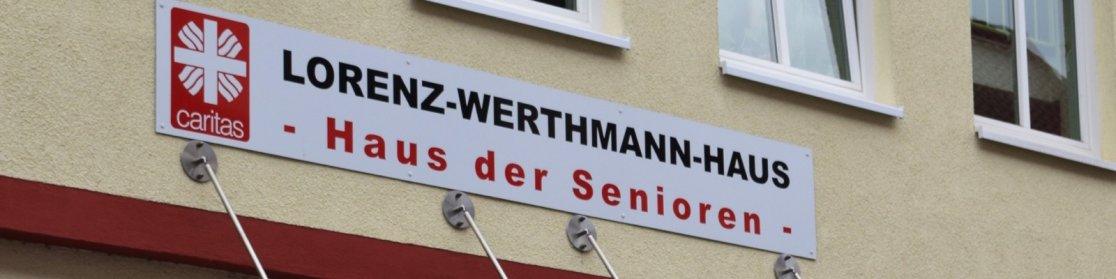 caritas
LORENZ-WERTHMANN-HAUS
- Haus der Senioren -